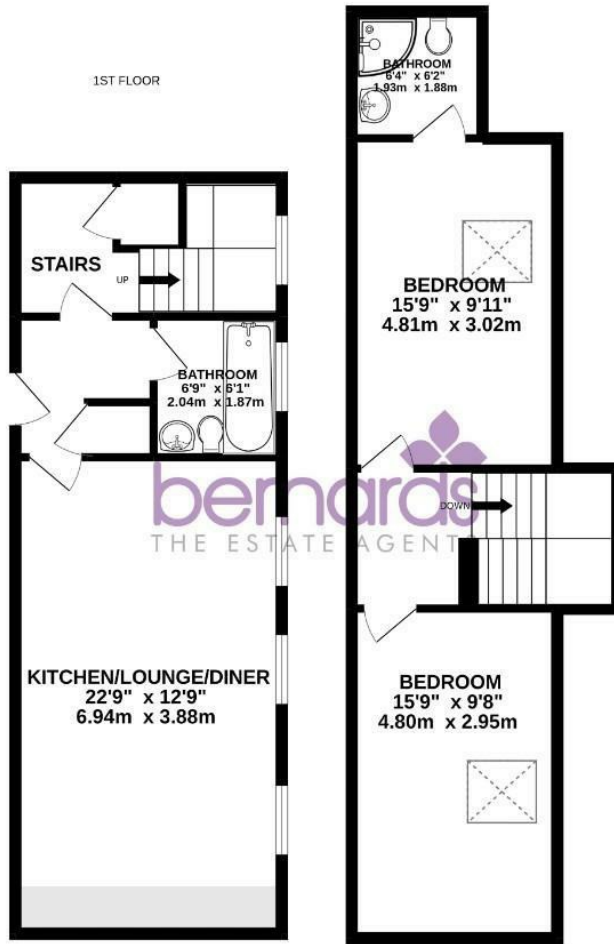 1ST FLOOR
STAIRS
UP
BATHROOM
6'9" x 6'1"
2.04m x 1.87m
KITCHEN/LOUNGE/DINER
22'9" x 12'9"
6.94m x 3.88m
BATHROOM
6'4" x 6'2"
1.93m x 1.88m
BEDROOM
15'9" x 9'11"
4.81m x 3.02m
DOWN
BEDROOM
15'9" x 9'8"
4.80m x 2.95m
bernards
THE ESTATE AGENTS